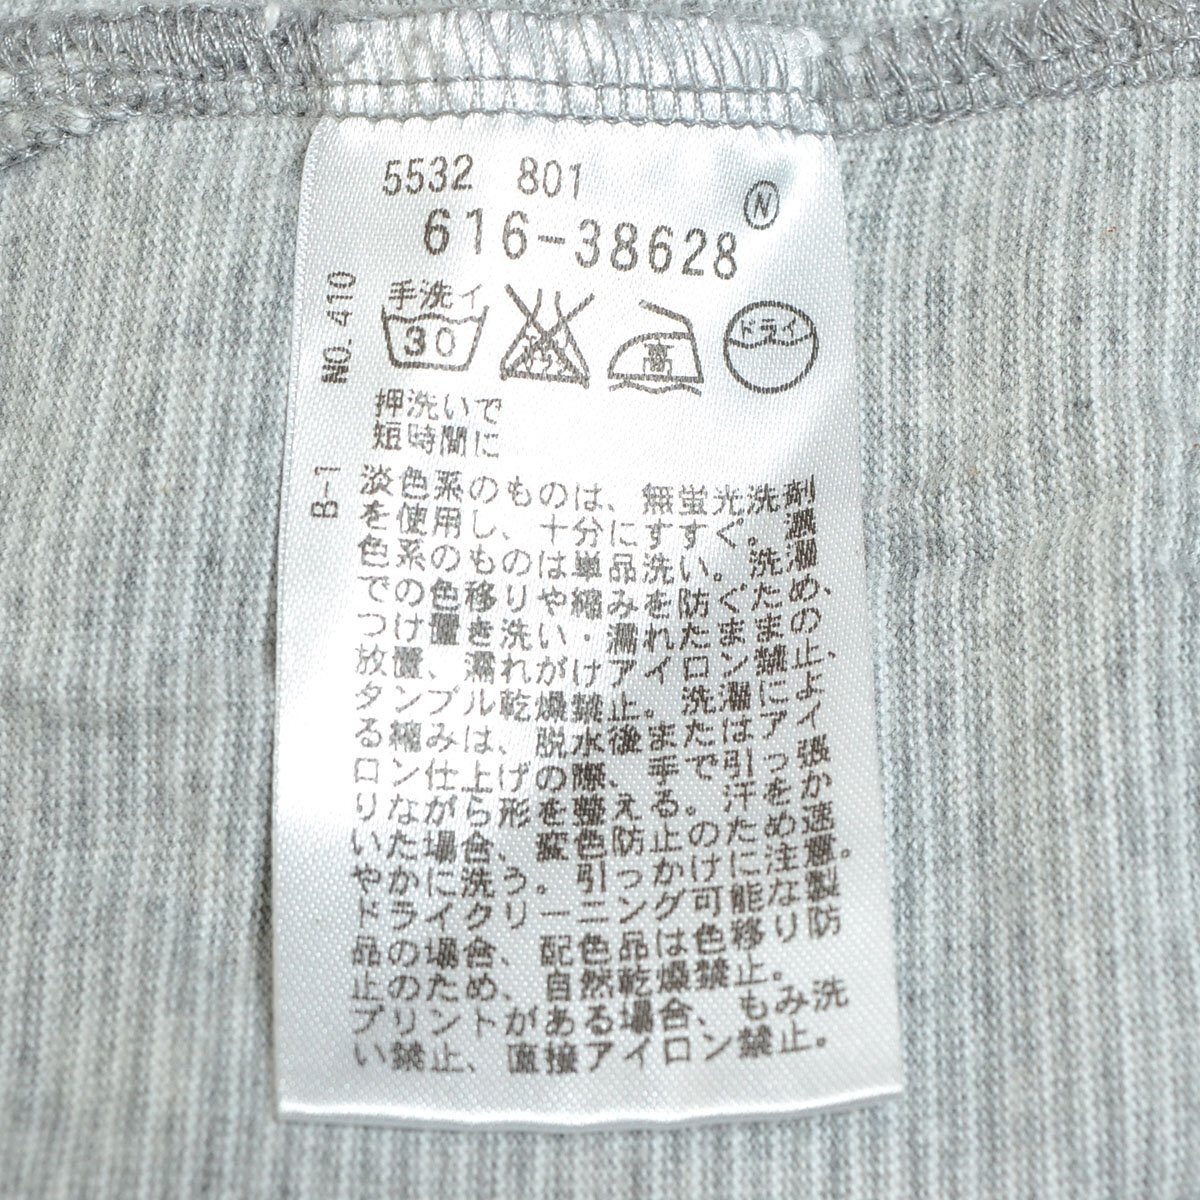 5532 801
616-38628
N
NO. 410
B-1
手洗イ
30
エンソ
サラシ
高
ドライ
押洗いで
短時間に
淡色系のものは、無蛍光洗剤
を使用し、十分にすすぐ。濃
色系のものは単品洗い。洗濯
での色移りや縮みを防ぐため、
つけ置き洗い・濡れたままの
放置、濡れがけアイロン禁止、
タンブル乾燥禁止。洗濯によ
る縮みは、脱水後またはアイ
ロン仕上げの際、手で引っ張
りながら形を整える。汗をか
いた場合、変色防止のため速
やかに洗う。引っかけに注意。
ドライクリーニング可能な製
品の場合、配色品は色移り防
止のため、自然乾燥禁止。
プリントがある場合、もみ洗
い禁止、直接アイロン禁止。